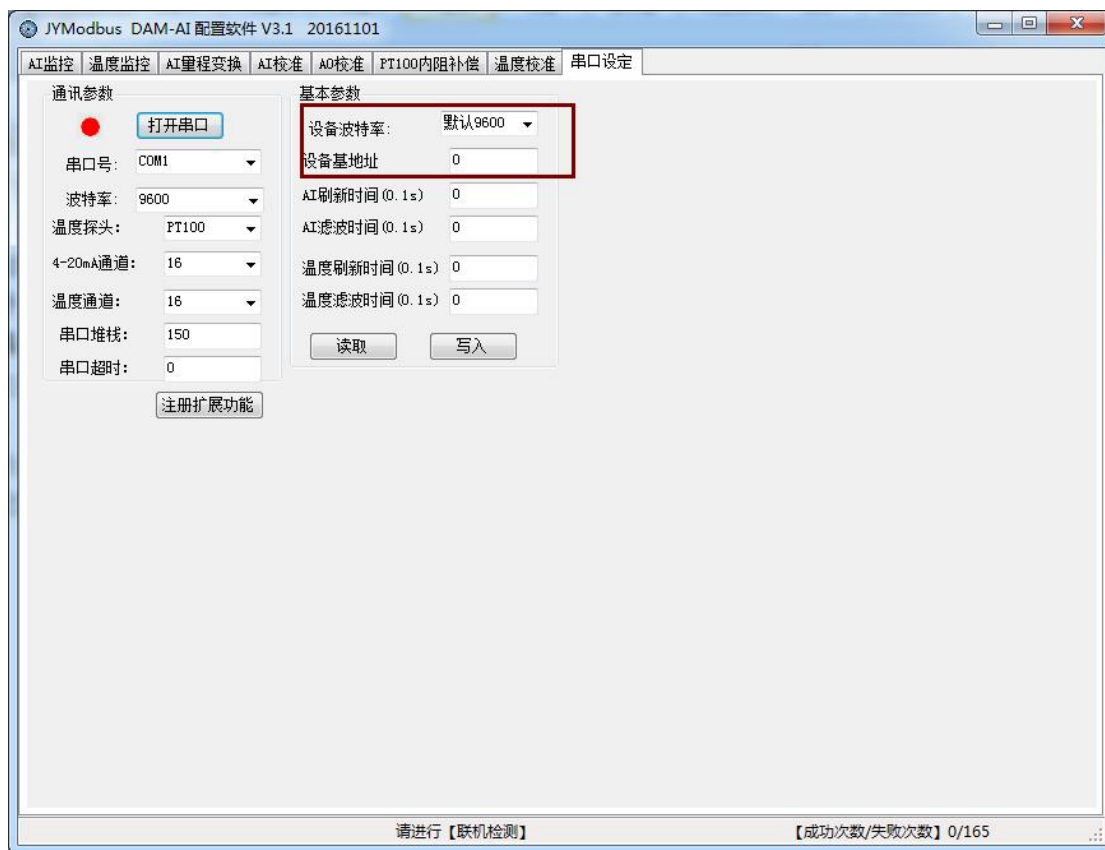 JYModbus DAM-AI 配置软件 V3.1 20161101
AI监控 温度监控 AI量程变换 AI校准 AO校准 PT100内阻补偿 温度校准 串口设定
通讯参数
打开串口
串口号: COM1
波特率: 9600
温度探头: PT100
4-20mA通道: 16
温度通道: 16
串口堆栈: 150
串口超时: 0
注册扩展功能
基本参数
设备波特率: 默认9600
设备基地址 0
AI刷新时间(0.1s) 0
AI滤波时间(0.1s) 0
温度刷新时间(0.1s) 0
温度滤波时间(0.1s) 0
读取 写入
请进行【联机检测】 【成功次数/失败次数】0/165